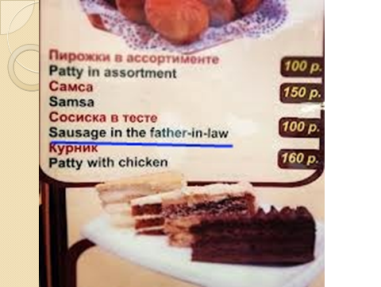 Пирожки в ассортименте
Patty in assortment
100 р.
Самса
Samsa
150 р.
Сосиска в тесте
Sausage in the father-in-law
100 р.
Курник
Patty with chicken
160 р.